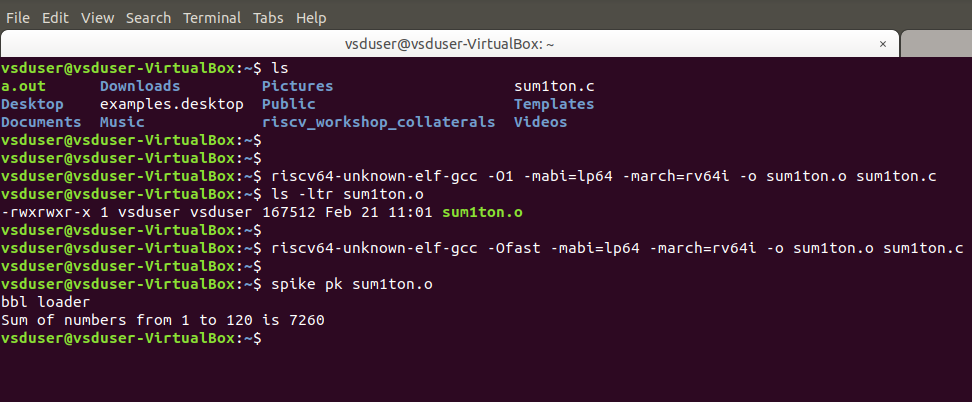 File Edit View Search Terminal Tabs Help
vsduser@vsduser-VirtualBox: ~ ×
vsduser@vsduser-VirtualBox:~$ ls
a.out Downloads Pictures sum1ton.c
Desktop examples.desktop Public Templates
Documents Music riscv_workshop_collaterals Videos
vsduser@vsduser-VirtualBox:~$
vsduser@vsduser-VirtualBox:~$
vsduser@vsduser-VirtualBox:~$ riscv64-unknown-elf-gcc -O1 -mabi=lp64 -march=rv64i -o sum1ton.o sum1ton.c
vsduser@vsduser-VirtualBox:~$ ls -ltr sum1ton.o
-rwxrwxr-x 1 vsduser vsduser 167512 Feb 21 11:01 sum1ton.o
vsduser@vsduser-VirtualBox:~$
vsduser@vsduser-VirtualBox:~$ riscv64-unknown-elf-gcc -Ofast -mabi=lp64 -march=rv64i -o sum1ton.o sum1ton.c
vsduser@vsduser-VirtualBox:~$
vsduser@vsduser-VirtualBox:~$ spike pk sum1ton.o
bbl loader
Sum of numbers from 1 to 120 is 7260
vsduser@vsduser-VirtualBox:~$